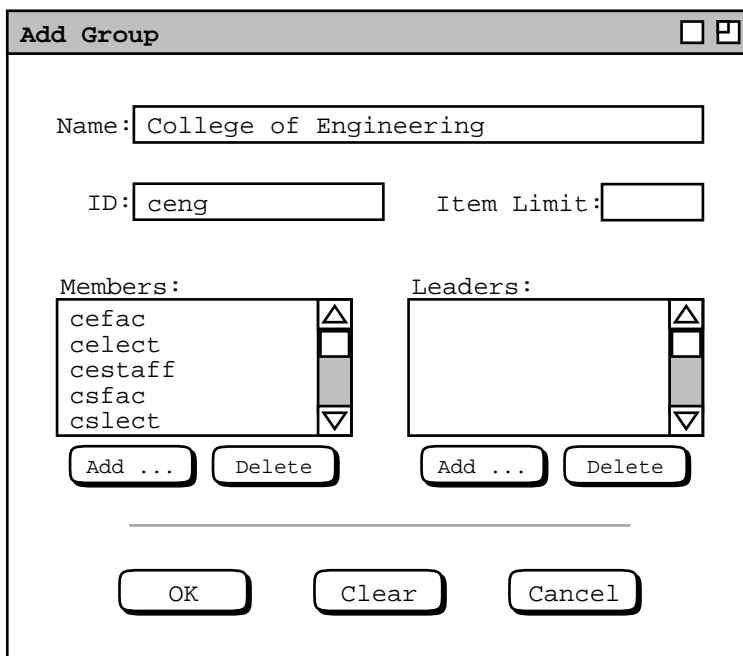 Add Group
Name: College of Engineering
ID: ceng Item Limit:
Members: Leaders:
cefac
celect
cestaff
csfac
cslect
Add ... Delete Add ... Delete
OK Clear Cancel